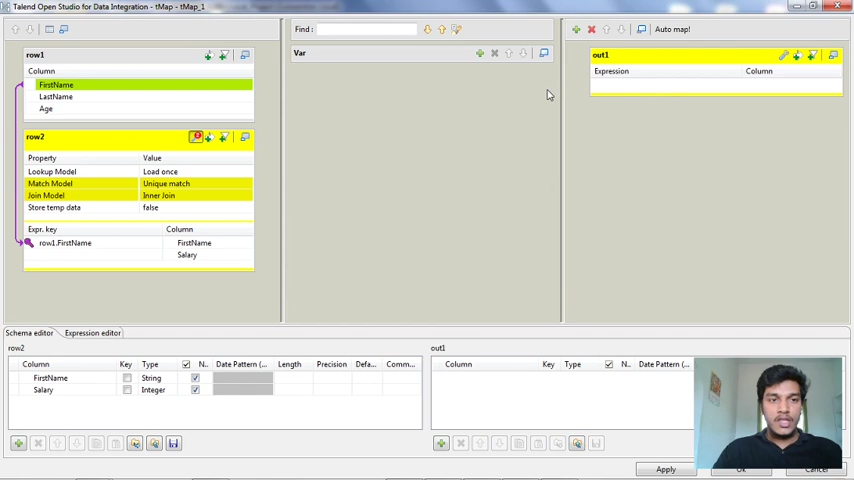 Talend Open Studio for Data Integration - tMap - tMap_1
Find :
Auto map!
row1
Column
FirstName
LastName
Age
Var
out1
Expression Column
row2
Property Value
Lookup Model Load once
Match Model Unique match
Join Model Inner Join
Store temp data false
Expr. key Column
row1.FirstName FirstName
Salary
Schema editor Expression editor
row2
Column Key Type N.. Date Pattern (... Length Precision Defa... Comm...
FirstName String
Salary Integer
out1
Column Key Type N.. Date Pattern (...
Apply Ok Cancel